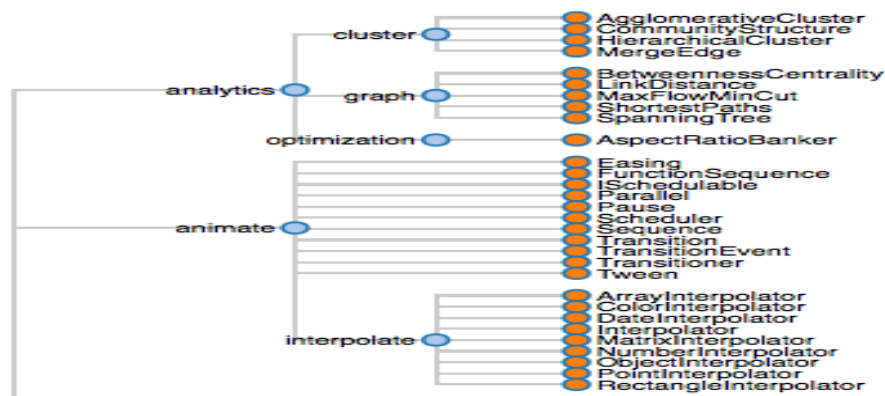 cluster
AgglomerativeCluster
CommunityStructure
HierarchicalCluster
MergeEdge
analytics
graph
BetweennessCentrality
LinkDistance
MaxFlowMinCut
ShortestPaths
SpanningTree
optimization
AspectRatioBanker
animate
Easing
FunctionSequence
ISchedulable
Parallel
Pause
Scheduler
Sequence
Transition
TransitionEvent
Transitioner
Tween
interpolate
ArrayInterpolator
ColorInterpolator
DateInterpolator
Interpolator
MatrixInterpolator
NumberInterpolator
ObjectInterpolator
PointInterpolator
RectangleInterpolator